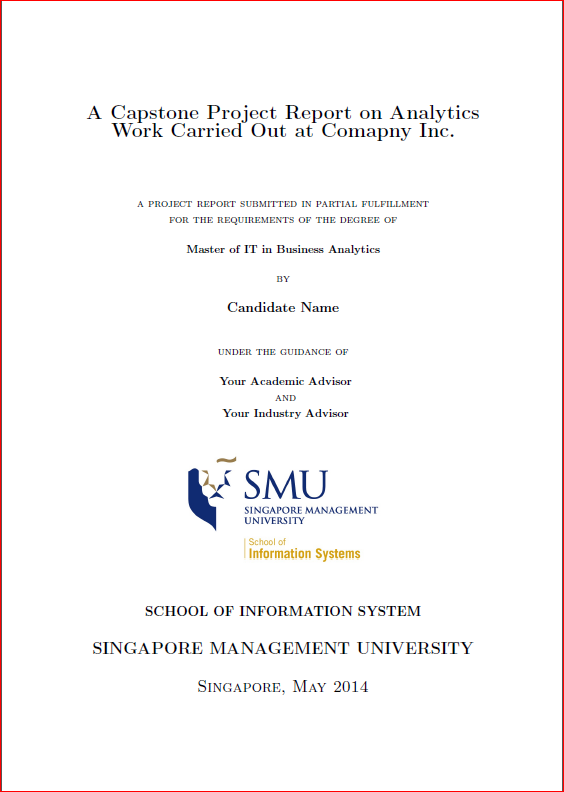 A Capstone Project Report on Analytics
Work Carried Out at Comapny Inc.
A PROJECT REPORT SUBMITTED IN PARTIAL FULFILLMENT
FOR THE REQUIREMENTS OF THE DEGREE OF
Master of IT in Business Analytics
BY
Candidate Name
UNDER THE GUIDANCE OF
Your Academic Advisor
AND
Your Industry Advisor
SMU
SINGAPORE MANAGEMENT
UNIVERSITY
School of
Information Systems
SCHOOL OF INFORMATION SYSTEM
SINGAPORE MANAGEMENT UNIVERSITY
Singapore, May 2014